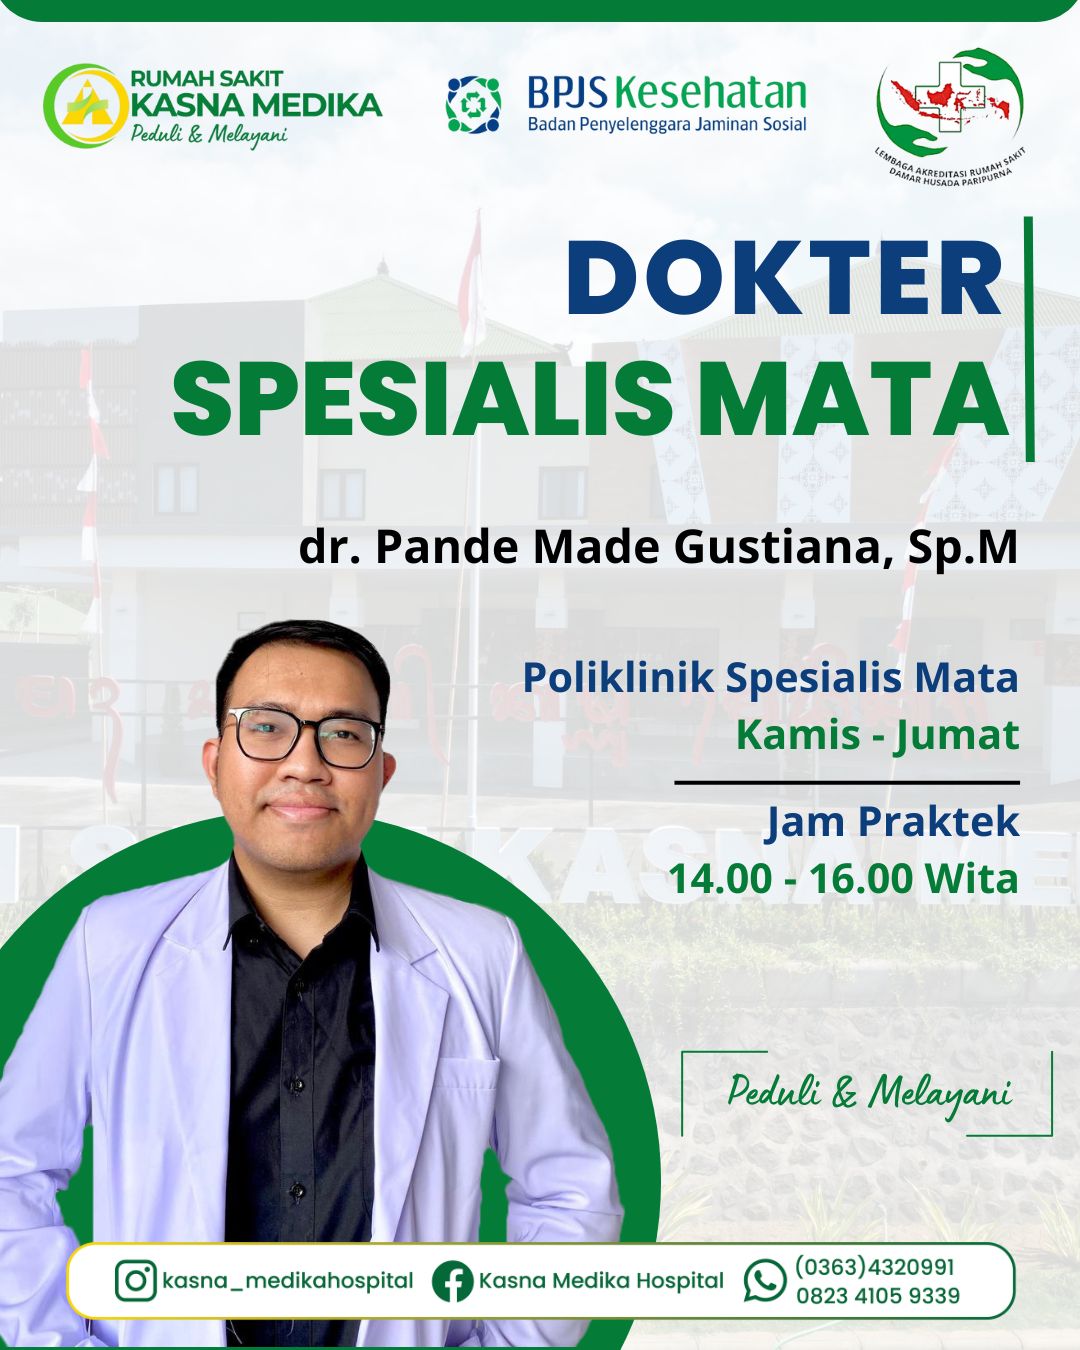 RUMAH SAKIT
KASNA MEDIKA
Peduli & Melayani
BPJS Kesehatan
Badan Penyelenggara Jaminan Sosial
LEMBAGA AKREDITASI RUMAH SAKIT
DAMAR HUSADA PARIPURNA
DOKTER
SPESIALIS MATA
dr. Pande Made Gustiana, Sp.M
Poliklinik Spesialis Mata
Kamis - Jumat
Jam Praktek
14.00 - 16.00 Wita
Peduli & Melayani
kasna_medikahospital
Kasna Medika Hospital
(0363)4320991
0823 4105 9339